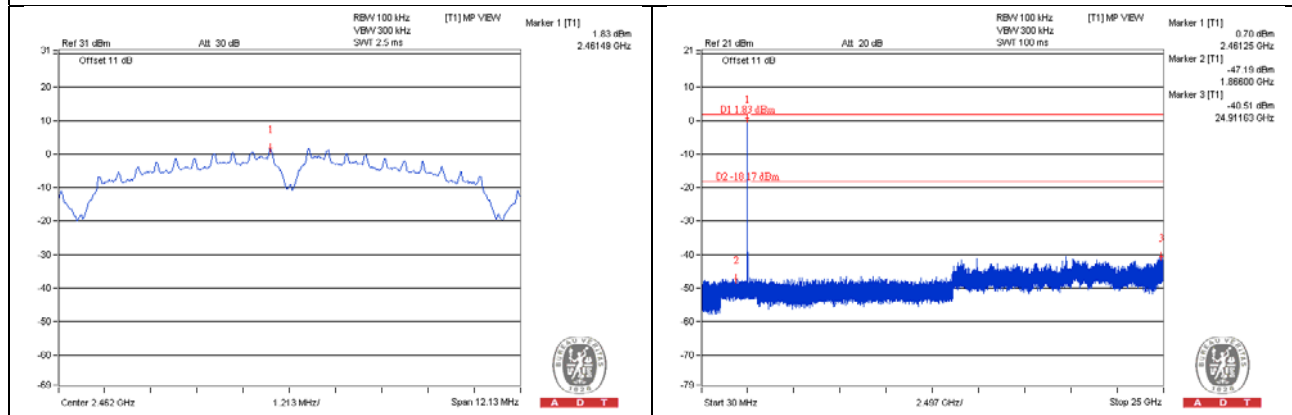 RBW 100 kHz
VBW 300 kHz
SWT 2.5 ms
[T1] MP VIEW
Marker 1 [T1]
1.83 dBm
2.46149 GHz
Ref 31 dBm
Att 30 dB
Offset 11 dB
31
20
10
0
-10
-20
-30
-40
-50
-60
-69
1
Center 2.462 GHz
1.213 MHz/
Span 12.13 MHz
BUREAU VERITAS
1828
A D T
RBW 100 kHz
VBW 300 kHz
SWT 100 ms
[T1] MP VIEW
Marker 1 [T1]
0.70 dBm
2.46125 GHz
Marker 2 [T1]
-47.19 dBm
1.86600 GHz
Marker 3 [T1]
-40.51 dBm
24.91163 GHz
Ref 21 dBm
Att 20 dB
Offset 11 dB
21
10
0
-10
-20
-30
-40
-50
-60
-70
-79
1
D1 1.83 dBm
D2 -18.17 dBm
2
3
Start 30 MHz
2.497 GHz/
Stop 25 GHz
BUREAU VERITAS
1828
A D T